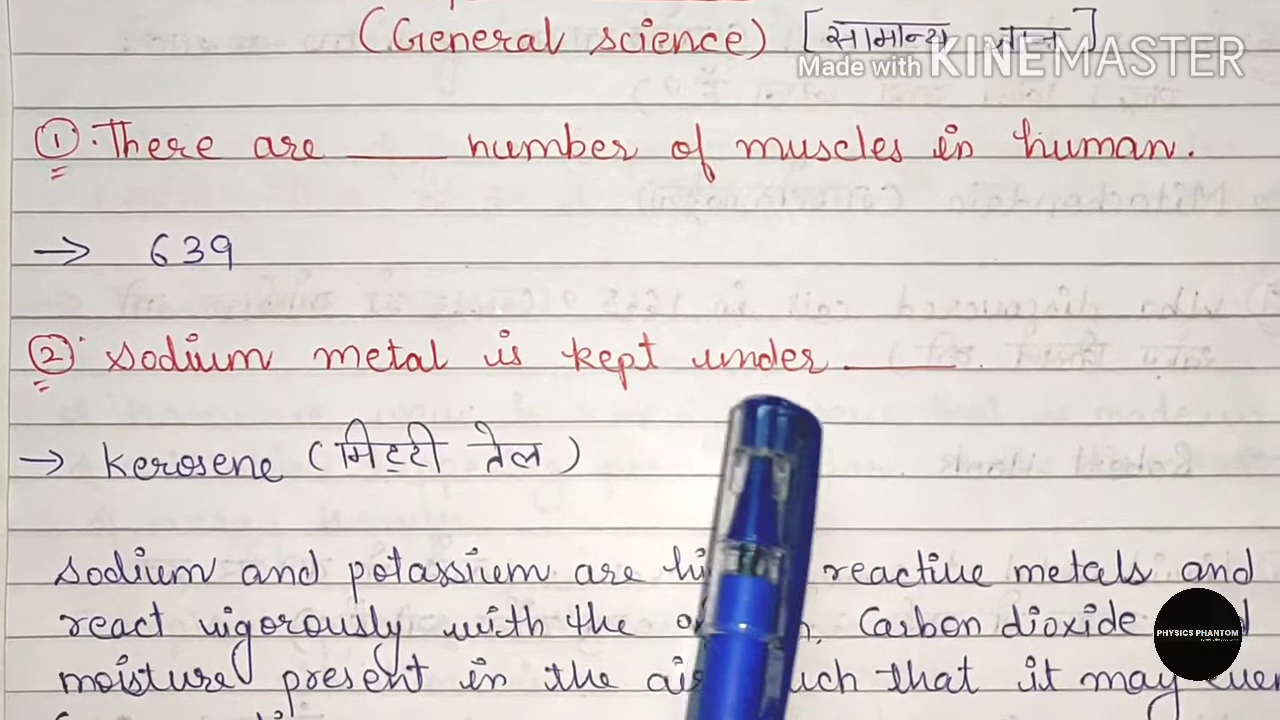 (General science) [सामान्य ज्ञान]
Made with KINEMASTER
① There are ____ number of muscles in human.
→ 639
② Sodium metal is kept under ____.
→ Kerosene (मिट्टी तेल)
Sodium and potassium are reactive metals and
react vigorously with the Carbon dioxide
PHYSICS PHANTOM
moisture present in the such that it may even